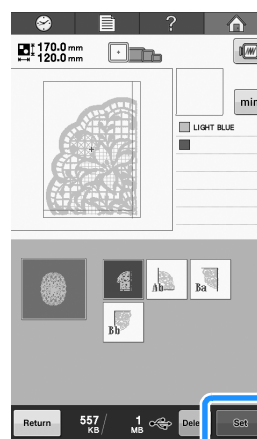 ?
170.0 mm
120.0 mm
min
LIGHT BLUE
Ab
Ba
Bb
Return
557 KB /
1 MB
Dele
Set